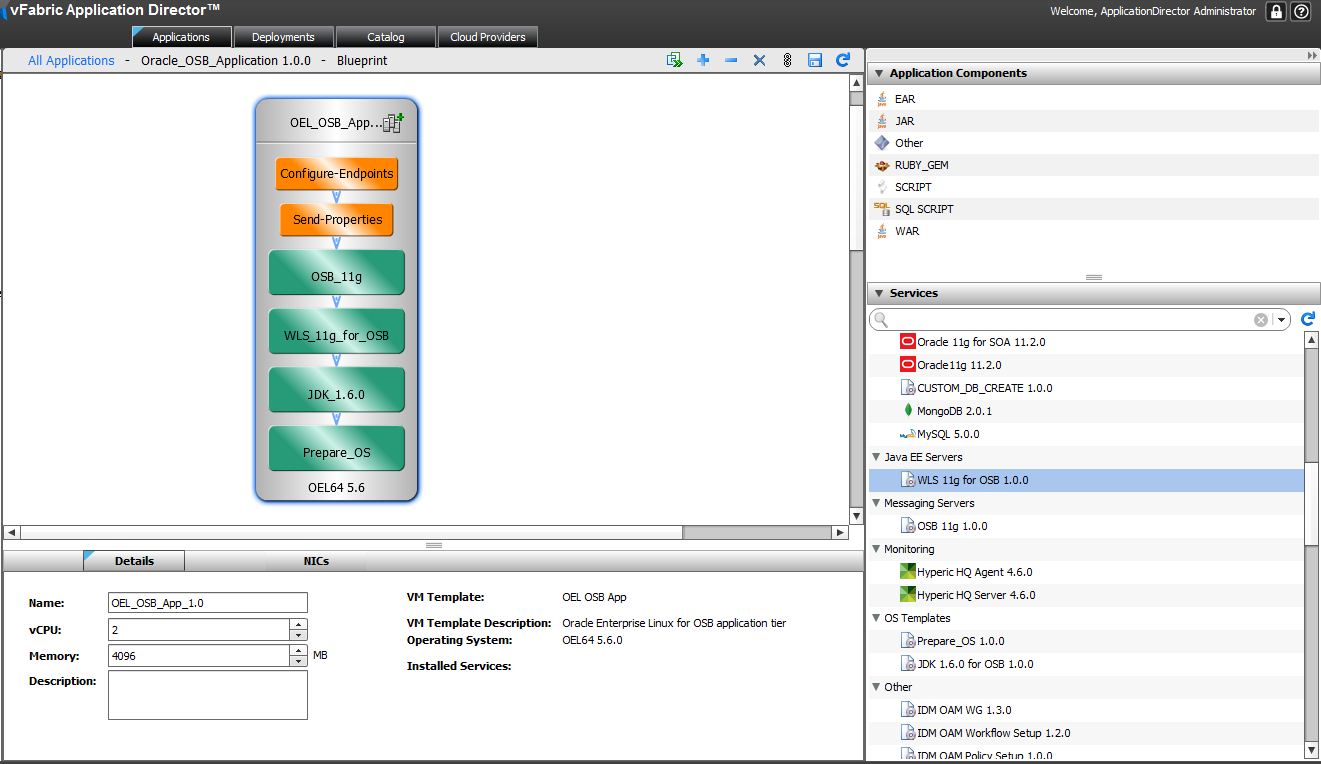 vFabric Application Director™
Welcome, ApplicationDirector Administrator
Applications
Deployments
Catalog
Cloud Providers
All Applications - Oracle_OSB_Application 1.0.0 - Blueprint
OEL_OSB_App...
Configure-Endpoints
Send-Properties
OSB_11g
WLS_11g_for_OSB
JDK_1.6.0
Prepare_OS
OEL64 5.6
Details
NICs
Name: OEL_OSB_App_1.0
vCPU: 2
Memory: 4096 MB
Description:
VM Template: OEL OSB App
VM Template Description: Oracle Enterprise Linux for OSB application tier
Operating System: OEL64 5.6.0
Installed Services:
Application Components
EAR
JAR
Other
RUBY_GEM
SCRIPT
SQL SCRIPT
WAR
Services
Oracle 11g for SOA 11.2.0
Oracle11g 11.2.0
CUSTOM_DB_CREATE 1.0.0
MongoDB 2.0.1
MySQL 5.0.0
Java EE Servers
WLS 11g for OSB 1.0.0
Messaging Servers
OSB 11g 1.0.0
Monitoring
Hyperic HQ Agent 4.6.0
Hyperic HQ Server 4.6.0
OS Templates
Prepare_OS 1.0.0
JDK 1.6.0 for OSB 1.0.0
Other
IDM OAM WG 1.3.0
IDM OAM Workflow Setup 1.2.0
IDM OAM Policy Setup 1.0.0